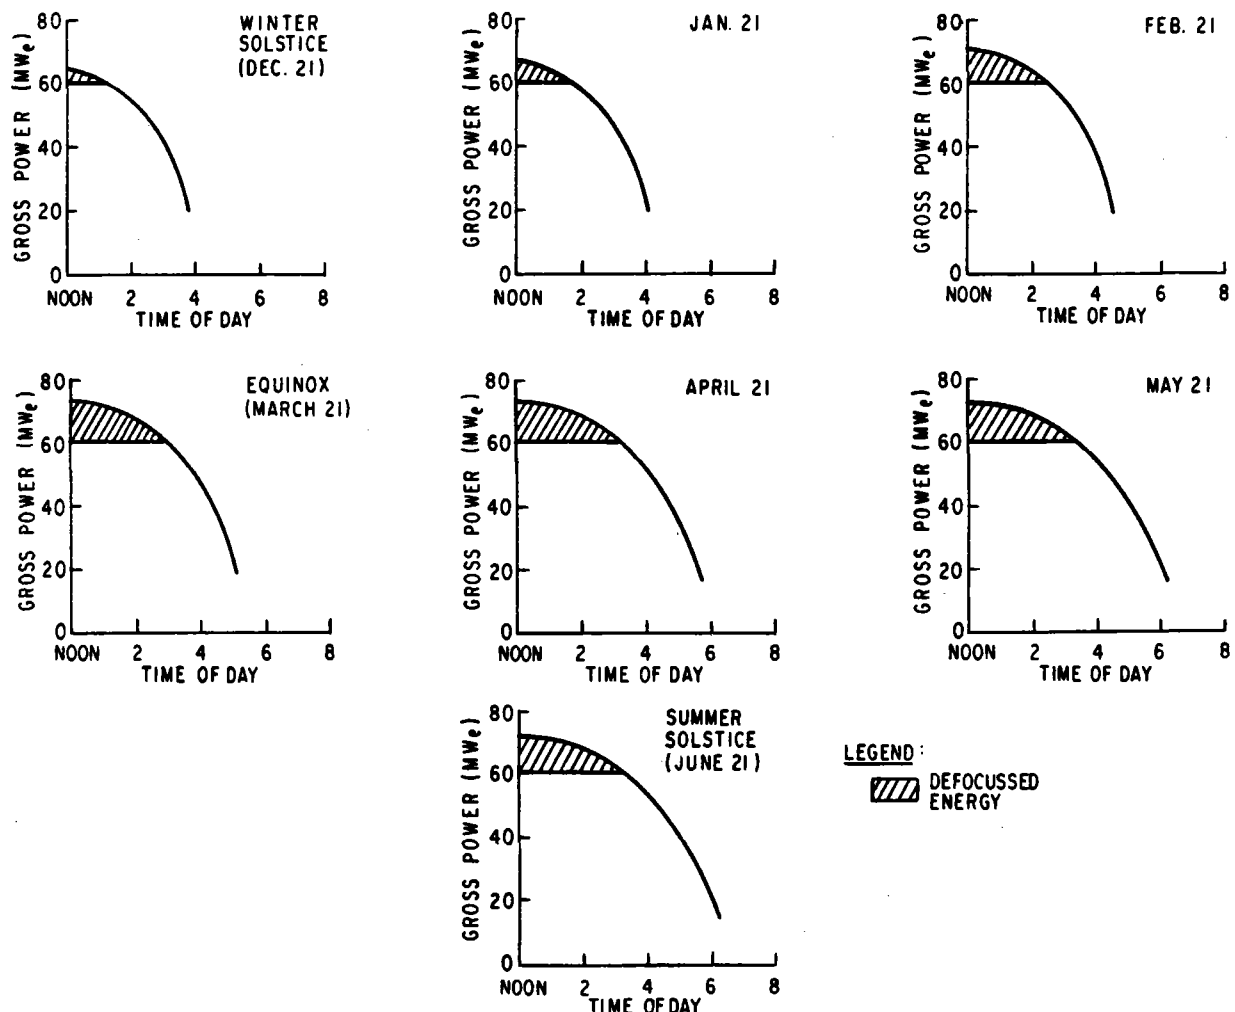 WINTER
SOLSTICE
(DEC. 21)
GROSS POWER (MWe)
80
60
40
20
0
NOON 2 4 6 8
TIME OF DAY
JAN. 21
GROSS POWER (MWe)
80
60
40
20
0
NOON 2 4 6 8
TIME OF DAY
FEB. 21
GROSS POWER (MWe)
80
60
40
20
0
NOON 2 4 6 8
TIME OF DAY
EQUINOX
(MARCH 21)
GROSS POWER (MWe)
80
60
40
20
0
NOON 2 4 6 8
TIME OF DAY
APRIL 21
GROSS POWER (MWe)
80
60
40
20
0
NOON 2 4 6 8
TIME OF DAY
MAY 21
GROSS POWER (MWe)
80
60
40
20
0
NOON 2 4 6 8
TIME OF DAY
SUMMER
SOLSTICE
(JUNE 21)
GROSS POWER (MWe)
80
60
40
20
0
NOON 2 4 6 8
TIME OF DAY
LEGEND:
DEFOCUSSED
ENERGY